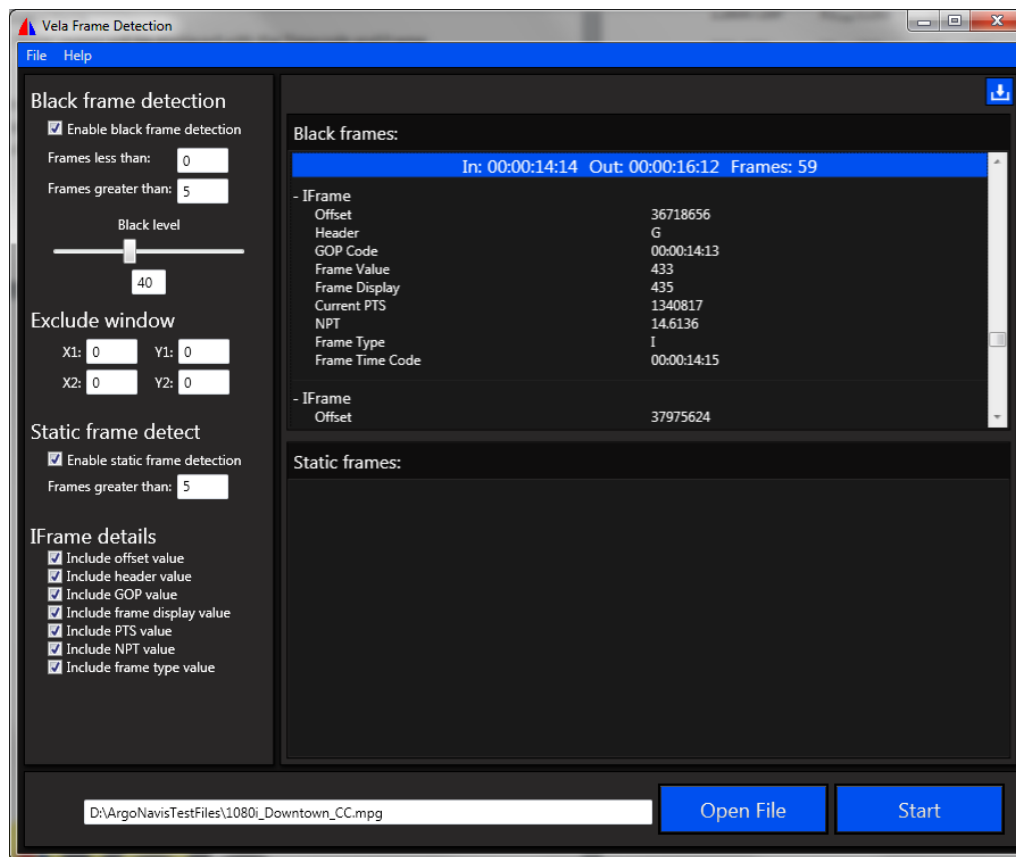 Vela Frame Detection
File Help
Black frame detection
Enable black frame detection
Frames less than: 0
Frames greater than: 5
Black level
40
Exclude window
X1: 0 Y1: 0
X2: 0 Y2: 0
Static frame detect
Enable static frame detection
Frames greater than: 5
IFrame details
Include offset value
Include header value
Include GOP value
Include frame display value
Include PTS value
Include NPT value
Include frame type value
Black frames:
In: 00:00:14:14 Out: 00:00:16:12 Frames: 59
- IFrame
Offset 36718656
Header G
GOP Code 00:00:14:13
Frame Value 433
Frame Display 435
Current PTS 1340817
NPT 14.6136
Frame Type I
Frame Time Code 00:00:14:15
- IFrame
Offset 37975624
Static frames:
D:\ArgoNavisTestFiles\1080i_Downtown_CC.mpg
Open File
Start